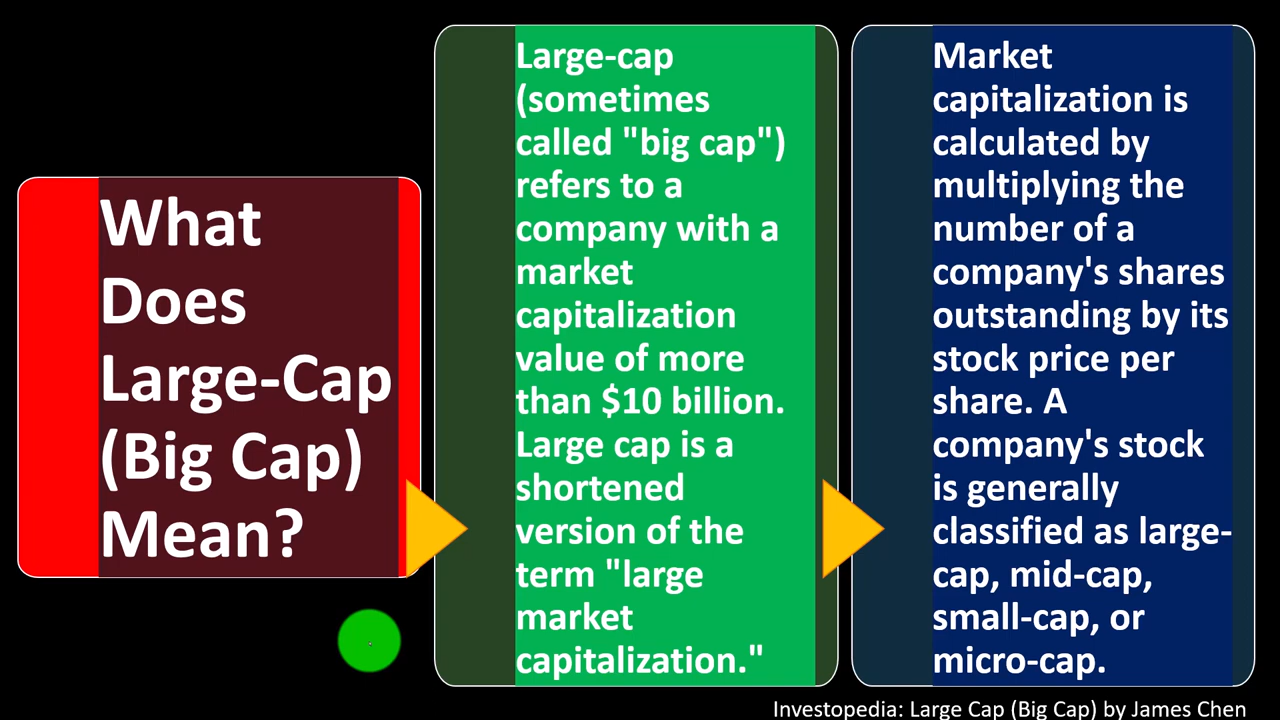 What
Does
Large-Cap
(Big Cap)
Mean?
Large-cap
(sometimes
called "big cap")
refers to a
company with a
market
capitalization
value of more
than $10 billion.
Large cap is a
shortened
version of the
term "large
market
capitalization."
Market
capitalization is
calculated by
multiplying the
number of a
company's shares
outstanding by its
stock price per
share. A
company's stock
is generally
classified as large-
cap, mid-cap,
small-cap, or
micro-cap.
Investopedia: Large Cap (Big Cap) by James Chen